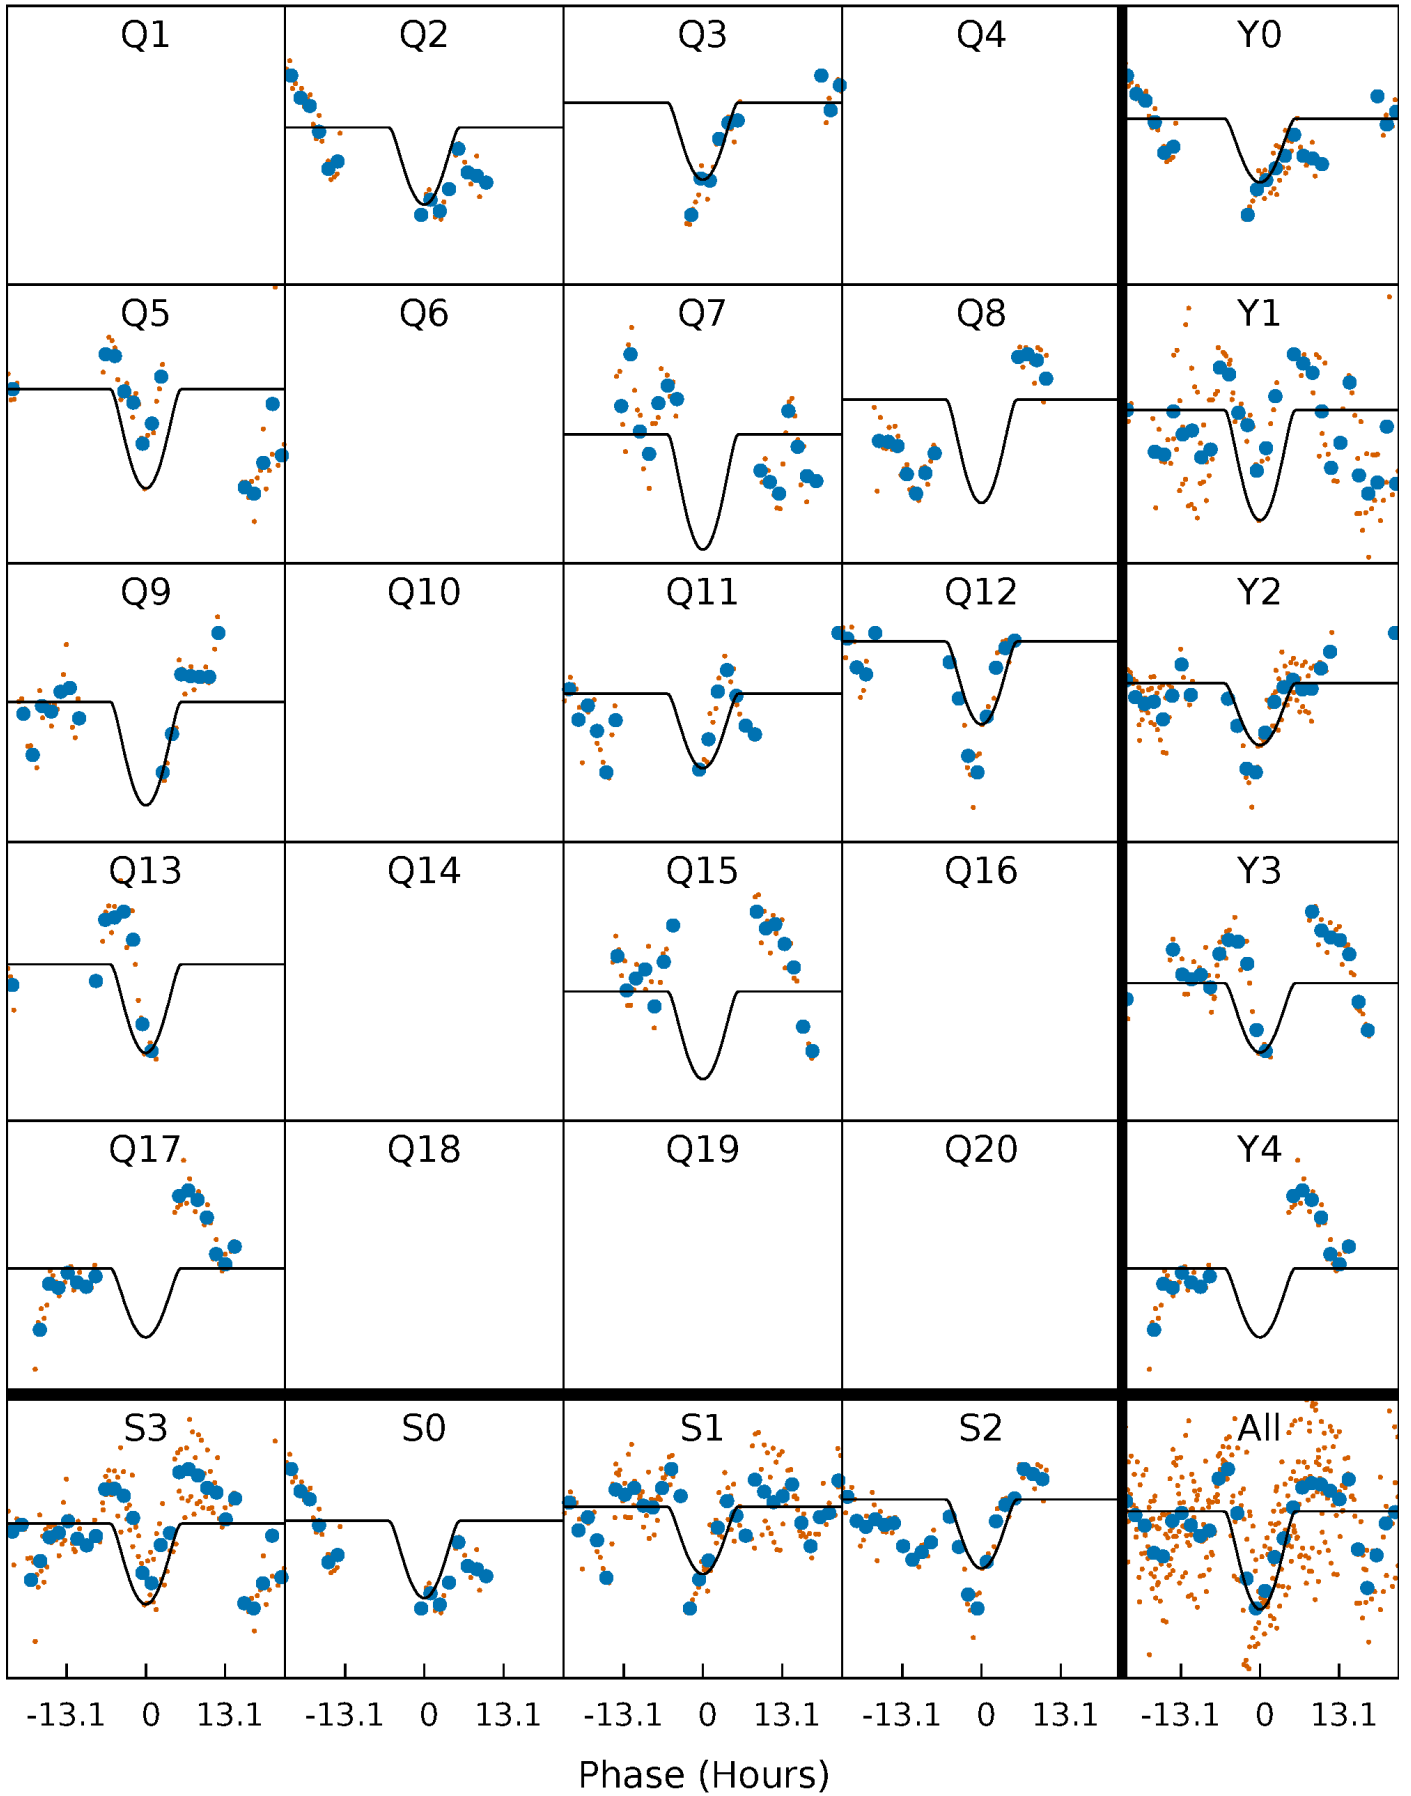 Q1 Q2 Q3 Q4 Y0
Q5 Q6 Q7 Q8 Y1
Q9 Q10 Q11 Q12 Y2
Q13 Q14 Q15 Q16 Y3
Q17 Q18 Q19 Q20 Y4
S3 S0 S1 S2 All
-13.1 0 13.1 -13.1 0 13.1 -13.1 0 13.1 -13.1 0 13.1 -13.1 0 13.1
Phase (Hours)